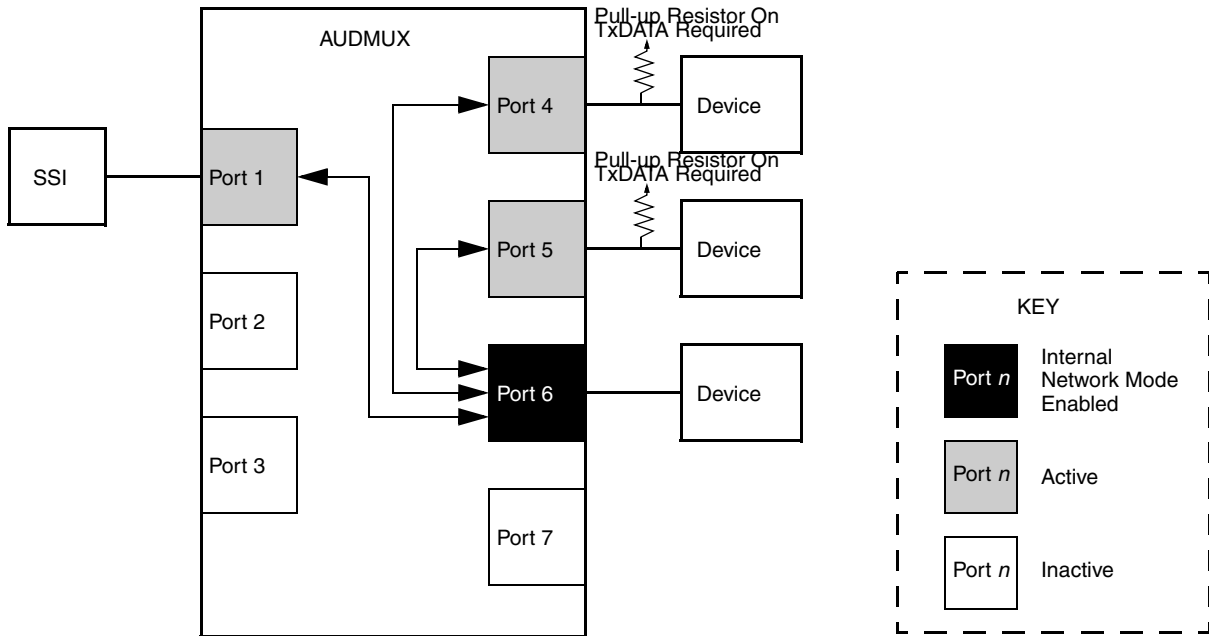 AUDMUX
Pull-up Resistor On
TxDATA Required
Port 4
Device
SSI
Port 1
Pull-up Resistor On
TxDATA Required
Port 5
Device
Port 2
Port 6
Device
Port 3
Port 7
KEY
Port n
Internal
Network Mode
Enabled
Port n
Active
Port n
Inactive